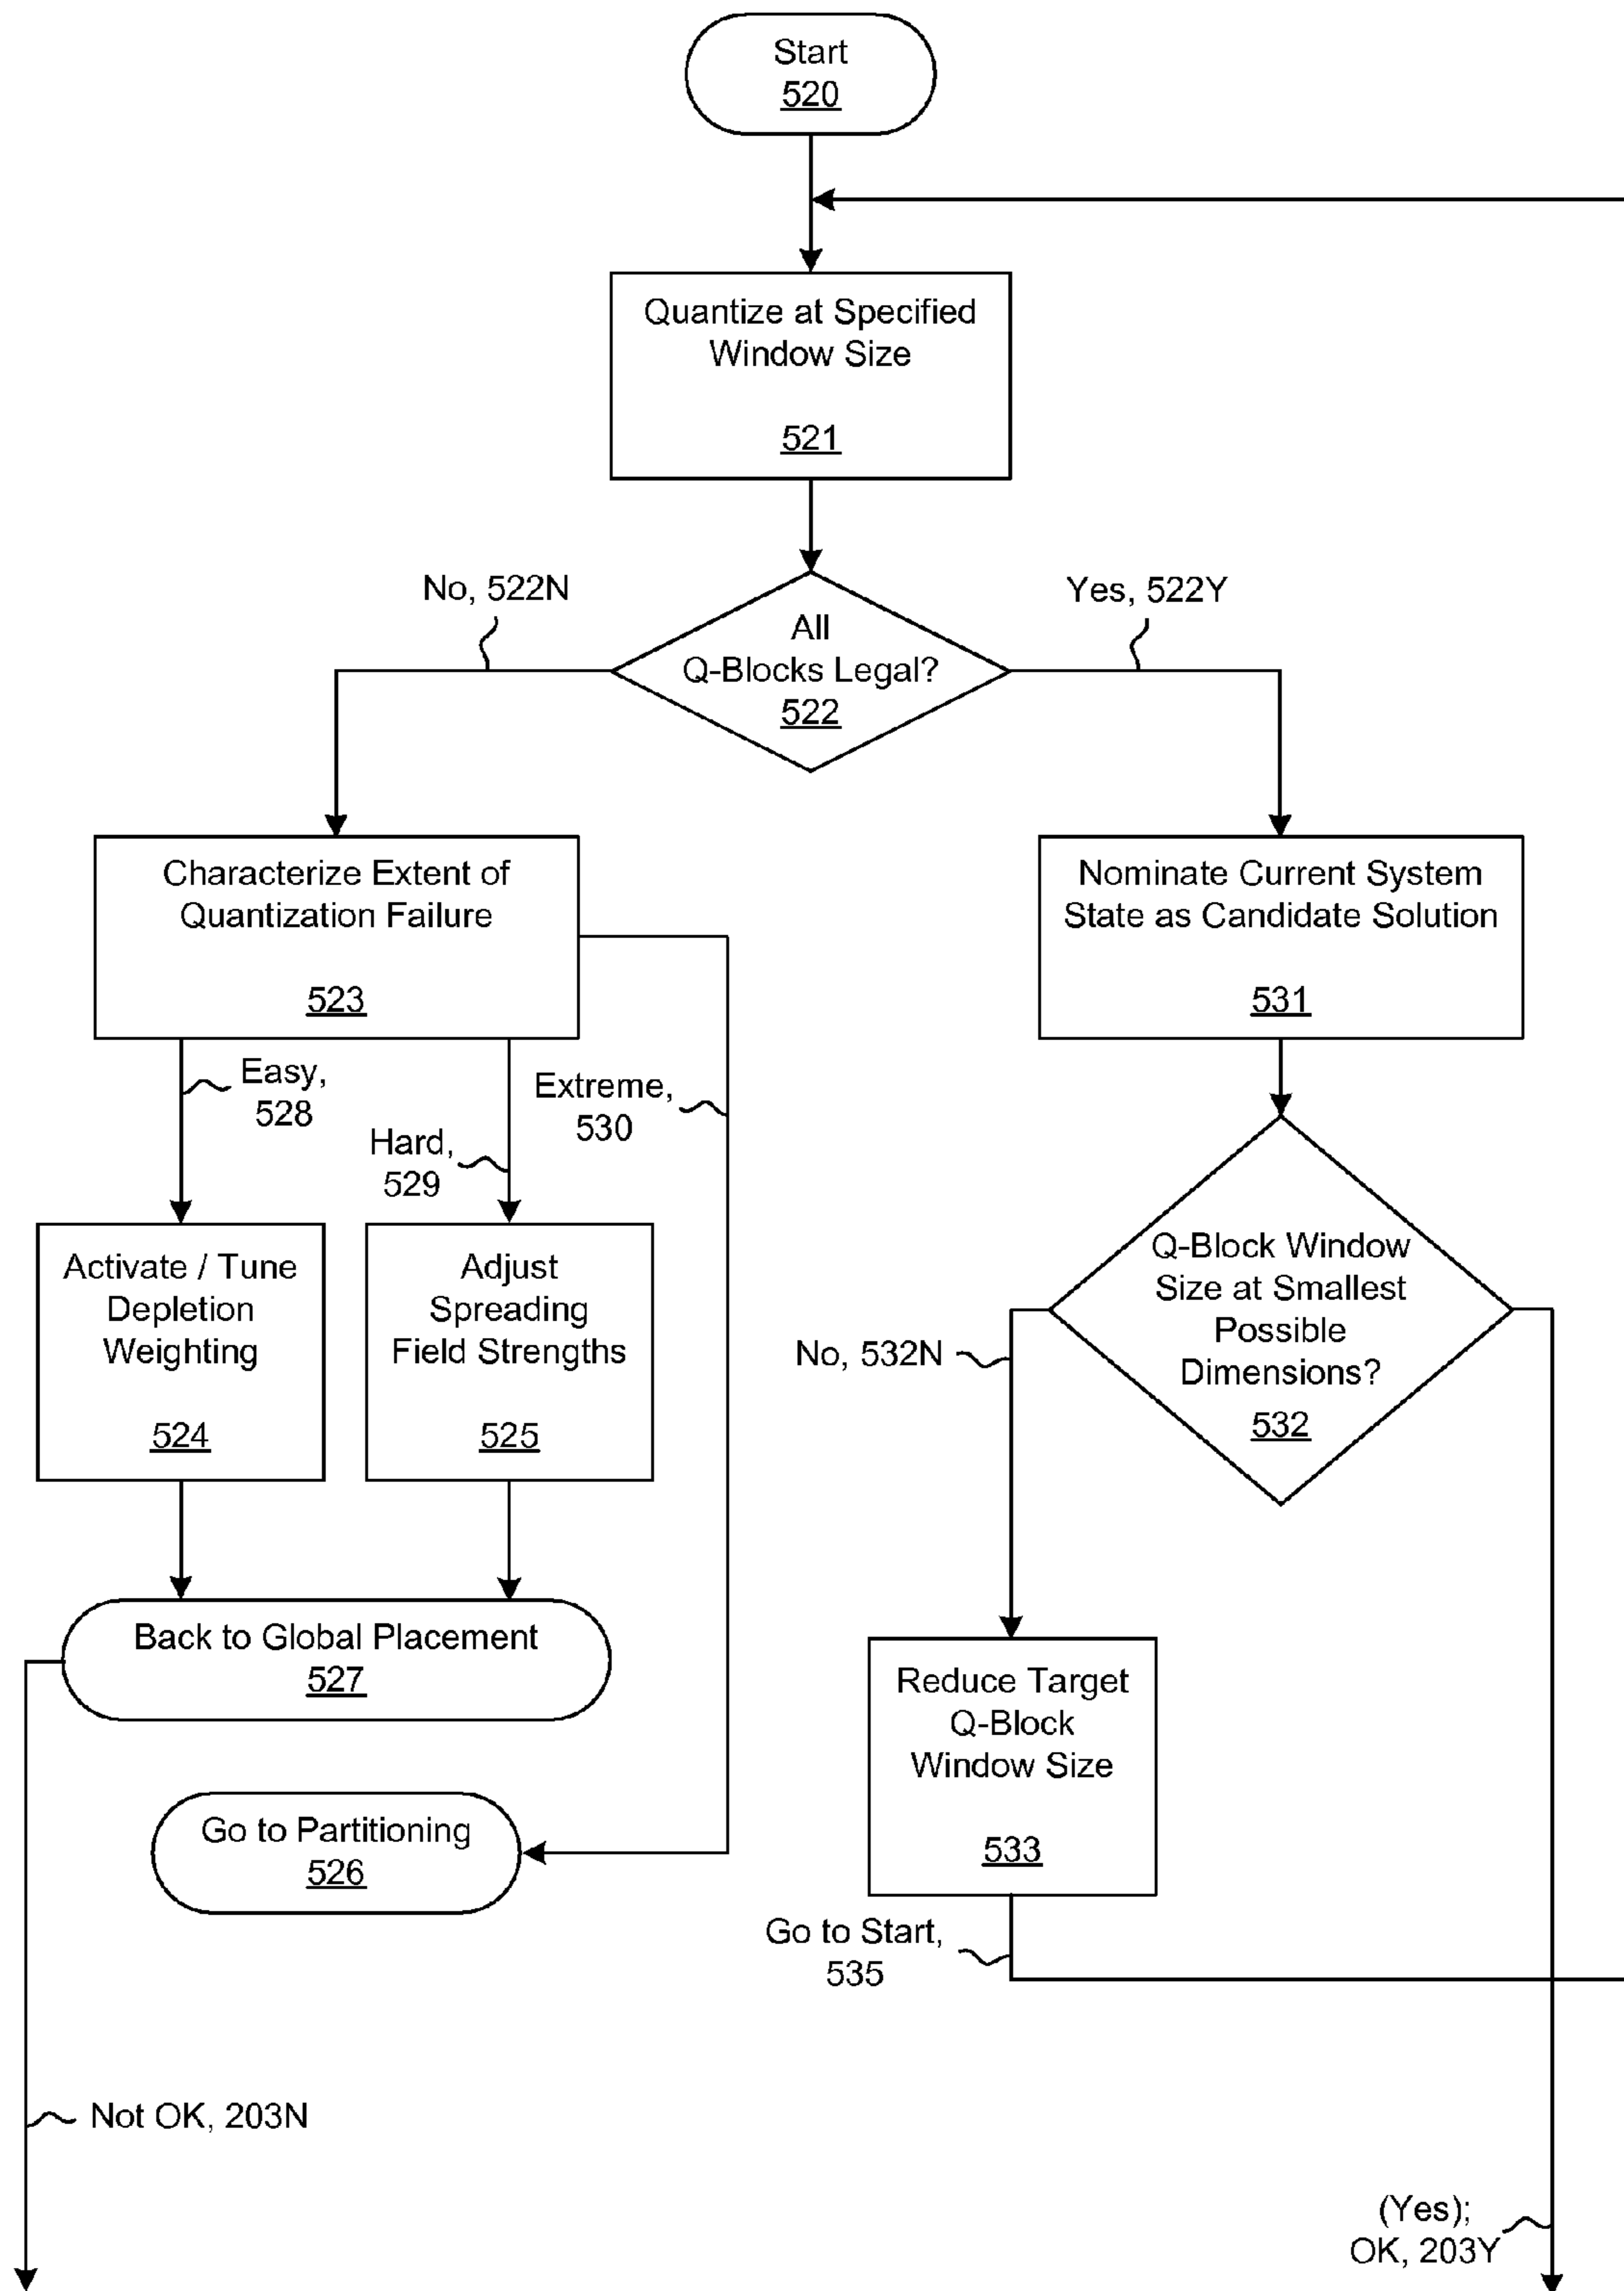 Start
520
Quantize at Specified
Window Size
521
No, 522N
Yes, 522Y
All
Q-Blocks Legal?
522
Characterize Extent of
Quantization Failure
523
Nominate Current System
State as Candidate Solution
531
Easy,
528
Hard,
529
Extreme,
530
Activate / Tune
Depletion
Weighting
524
Adjust
Spreading
Field Strengths
525
Q-Block Window
Size at Smallest
Possible
Dimensions?
532
No, 532N
Back to Global Placement
527
Reduce Target
Q-Block
Window Size
533
Go to Partitioning
526
Go to Start,
535
Not OK, 203N
(Yes);
OK, 203Y